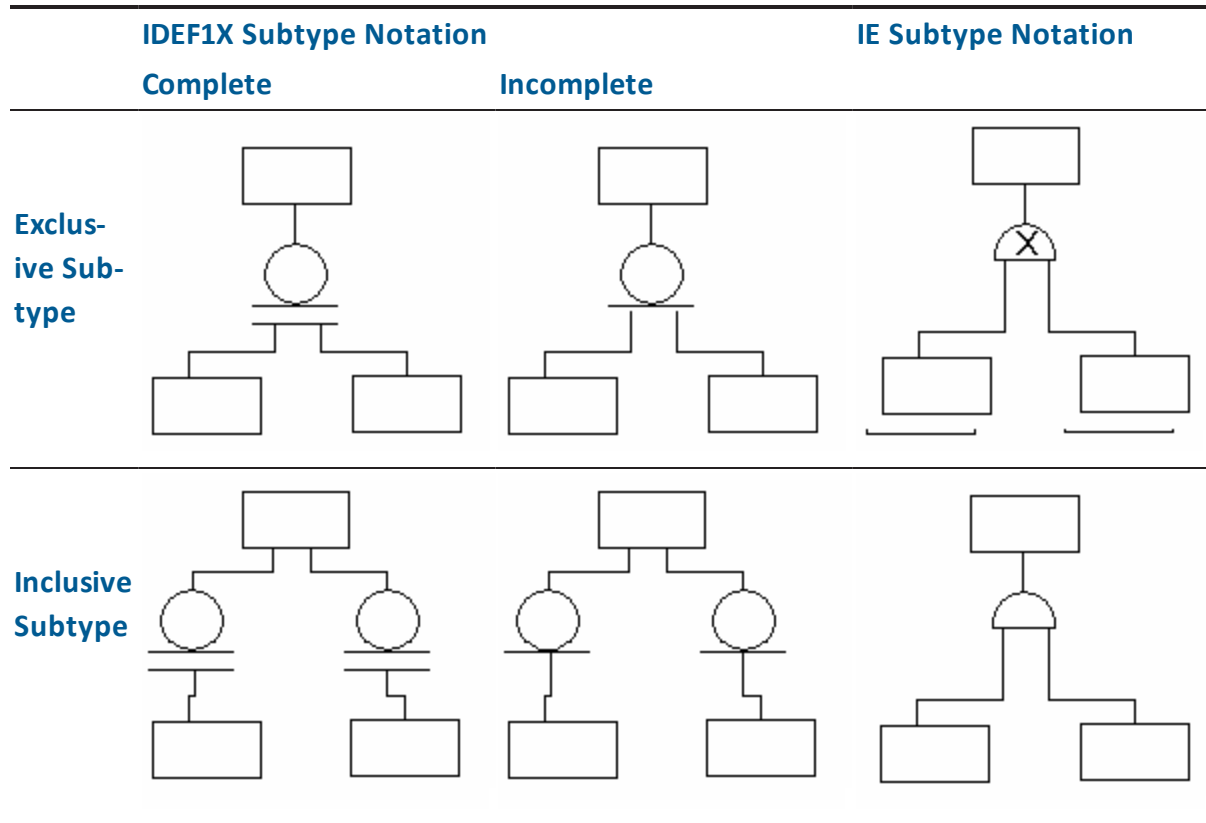 IDEF1X Subtype Notation
IE Subtype Notation
Complete
Incomplete
Exclus-
ive Sub-
type
X
Inclusive
Subtype